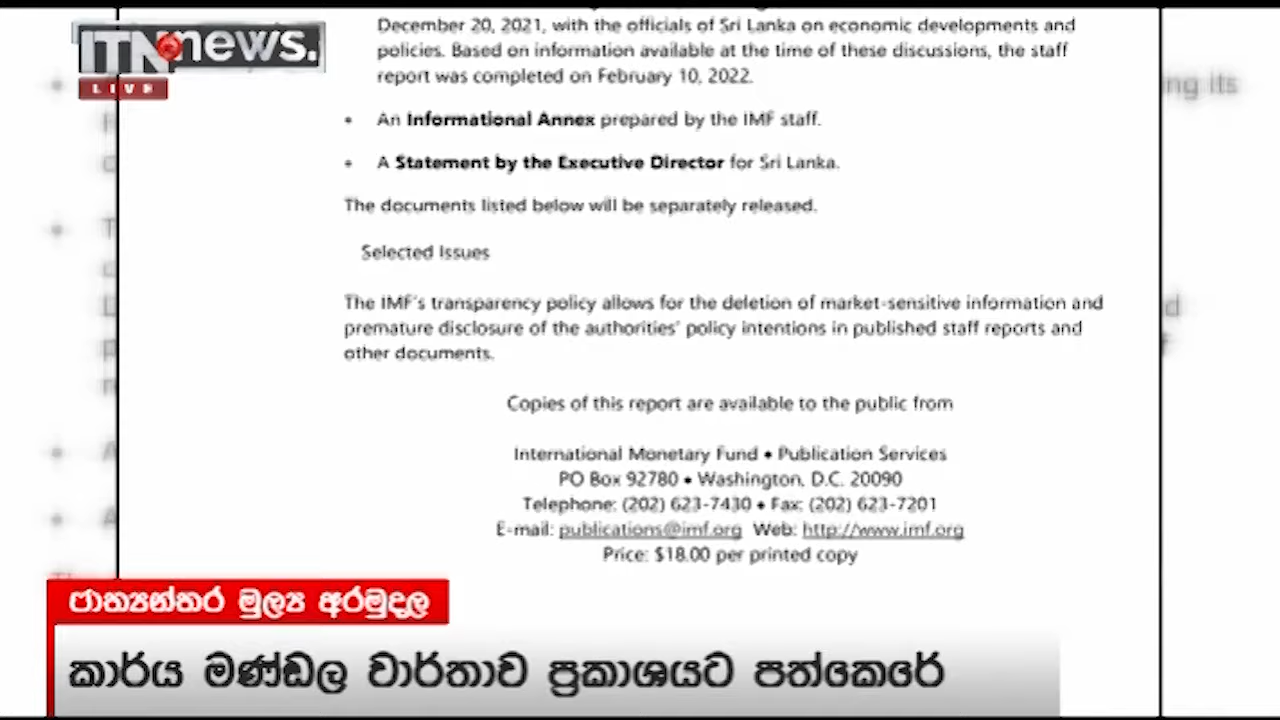 ITN news.
LIVE
December 20, 2021, with the officials of Sri Lanka on economic developments and
policies. Based on information available at the time of these discussions, the staff
report was completed on February 10, 2022.
• An Informational Annex prepared by the IMF staff.
• A Statement by the Executive Director for Sri Lanka.
The documents listed below will be separately released.
Selected Issues
The IMF's transparency policy allows for the deletion of market-sensitive information and
premature disclosure of the authorities' policy intentions in published staff reports and
other documents.
Copies of this report are available to the public from
International Monetary Fund • Publication Services
PO Box 92780 • Washington, D.C. 20090
Telephone: (202) 623-7430 • Fax: (202) 623-7201
E-mail: publications@imf.org Web: http://www.imf.org
Price: $18.00 per printed copy
ජාත්‍යන්තර මුල්‍ය අරමුදල
කාර්ය මණ්ඩල වාර්තාව ප්‍රකාශයට පත්කෙරේ